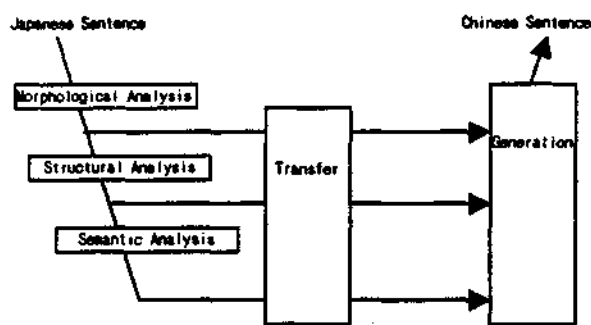 Japanese Sentence
Chinese Sentence
Morphological Analysis
Structural Analysis
Semantic Analysis
Transfer
Generation